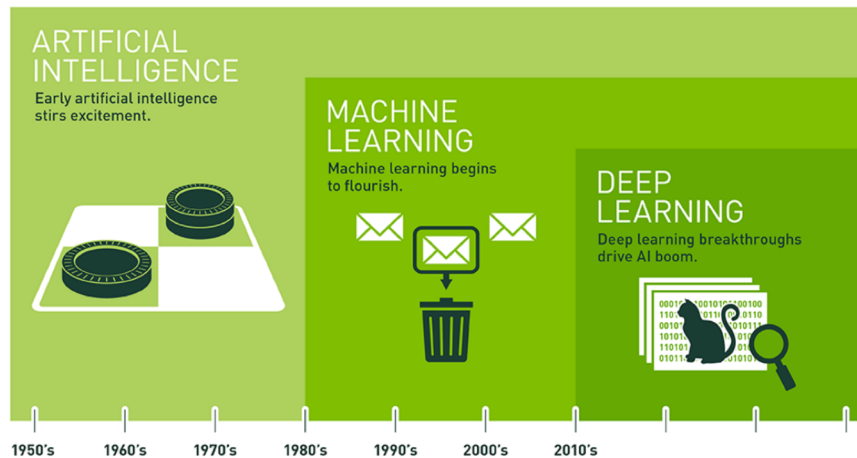 ARTIFICIAL
INTELLIGENCE
Early artificial intelligence
stirs excitement.
MACHINE
LEARNING
Machine learning begins
to flourish.
DEEP
LEARNING
Deep learning breakthroughs
drive AI boom.
1950's
1960's
1970's
1980's
1990's
2000's
2010's